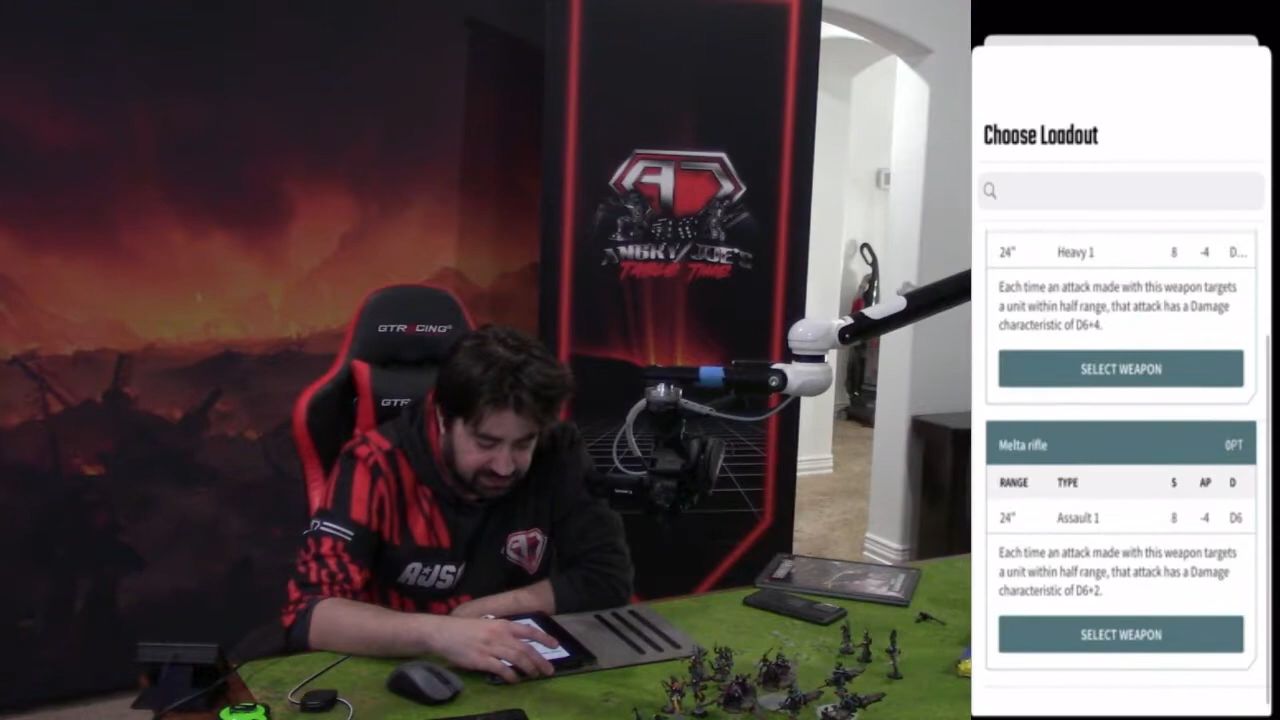 GTRACING
GTR
AJS
AJ
ANGRY JOE'S
TABLE TIME
Choose Loadout
24" Heavy 1 8 -4 D...
Each time an attack made with this weapon targets
a unit within half range, that attack has a Damage
characteristic of D6+4.
SELECT WEAPON
Melta rifle 0PT
RANGE TYPE S AP D
24" Assault 1 8 -4 D6
Each time an attack made with this weapon targets
a unit within half range, that attack has a Damage
characteristic of D6+2.
SELECT WEAPON